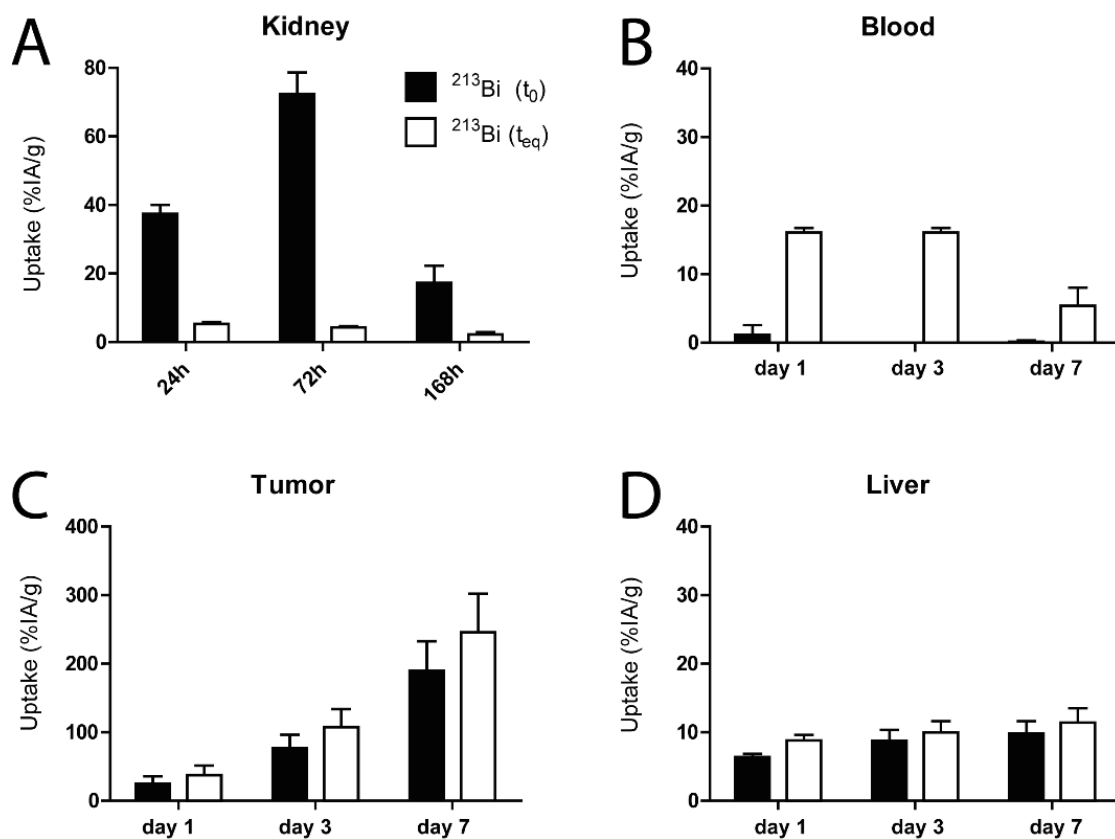 A
Kidney
Uptake (%IA/g)
80
60
40
20
0
24h
72h
168h
²¹³Bi (t₀)
²¹³Bi (tₑq)
B
Blood
Uptake (%IA/g)
40
30
20
10
0
day 1
day 3
day 7
C
Tumor
Uptake (%IA/g)
400
300
200
100
0
day 1
day 3
day 7
D
Liver
Uptake (%IA/g)
40
30
20
10
0
day 1
day 3
day 7